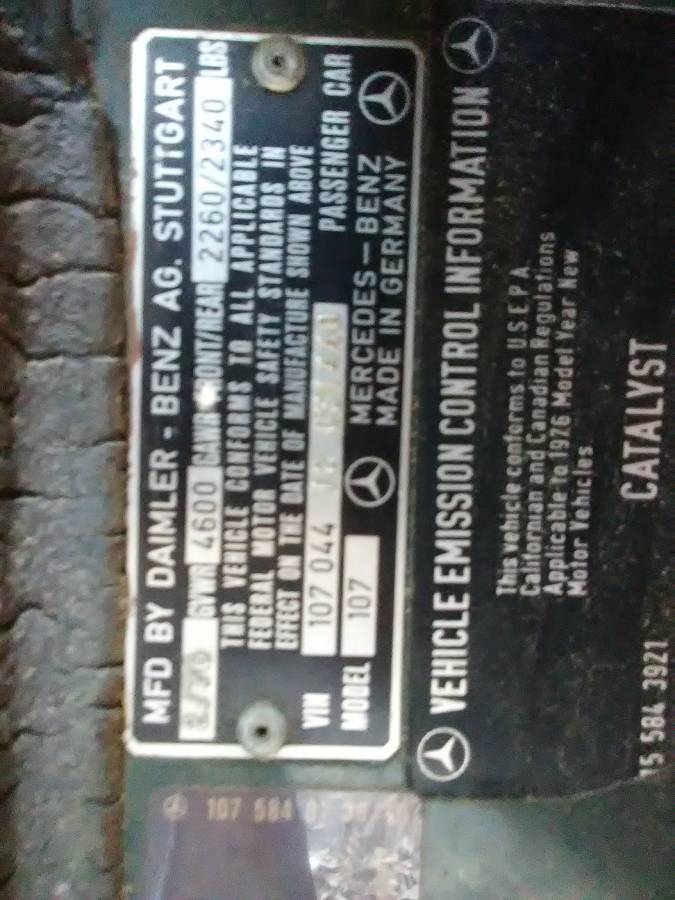 MFD BY DAIMLER - BENZ AG. STUTTGART
GVWR 4600 GAWR FRONT/REAR 2260/2340 LBS
THIS VEHICLE CONFORMS TO ALL APPLICABLE
FEDERAL MOTOR VEHICLE SAFETY STANDARDS IN
EFFECT ON THE DATE OF MANUFACTURE SHOWN ABOVE
VIN 107 044 12 PASSENGER CAR
MODEL 107 MERCEDES-BENZ
MADE IN GERMANY
VEHICLE EMISSION CONTROL INFORMATION
This vehicle conforms to U.S.E.P.A.
Californian and Canadian Regulations
Applicable to 1976 Model Year New
Motor Vehicles
CATALYST
584 3921
107 584